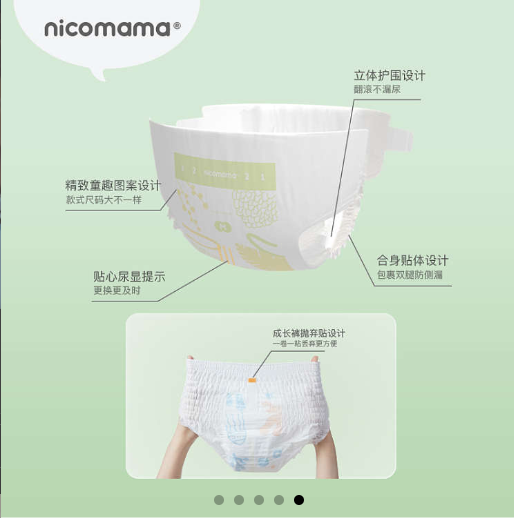 nicomama®
立体护围设计
翻滚不漏尿
精致童趣图案设计
款式尺码大不一样
合身贴体设计
包裹双腿防侧漏
贴心尿显提示
更换更及时
成长裤抛弃贴设计
一卷一粘丢弃更方便
nicomama